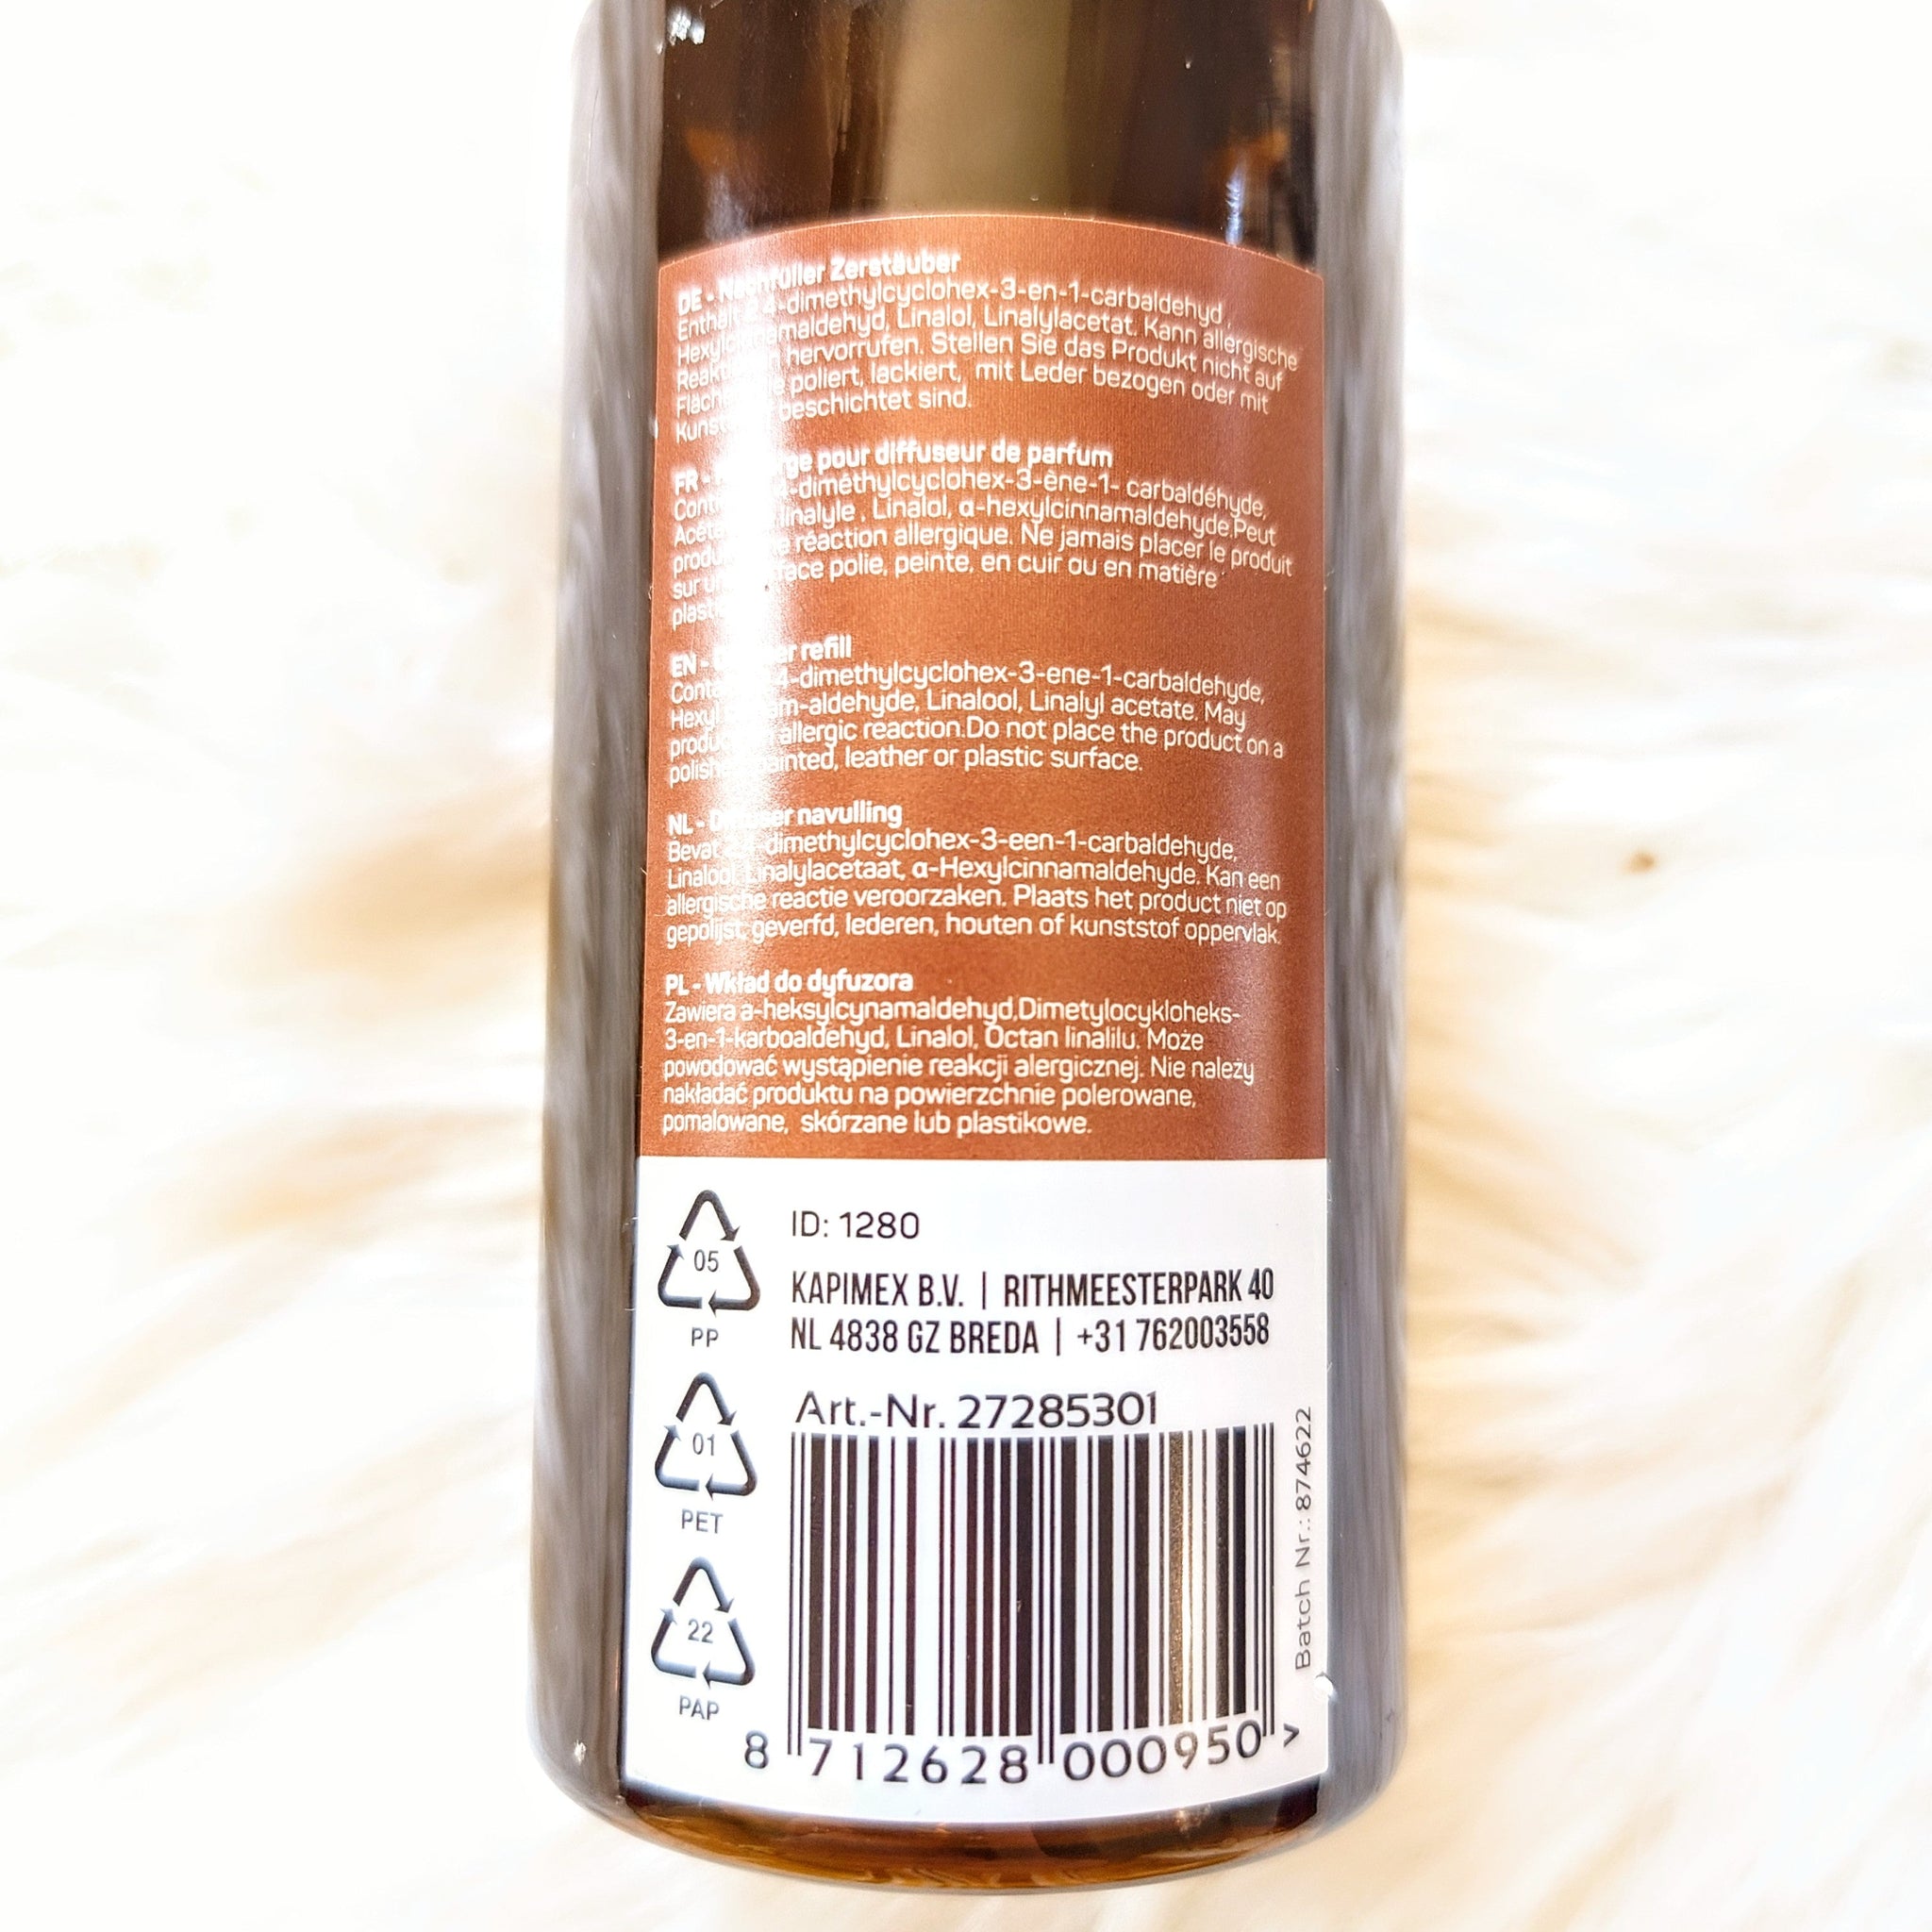 DE - Nachfüller Zerstäuber
Enthält 4-dimethylcyclohex-3-en-1-carbaldehyd,
Linalol, Linalylacetat. Kann allergische
hervorrufen. Stellen Sie das Produkt nicht auf
poliert, lackiert, mit Leder bezogen oder mit
beschichtet sind.
FR - pour diffuseur de parfum
-diméthylcyclohex-3-ène-1- carbaldéhyde,
linalyle , Linalol, α-hexylcinnamaldehyde.Peut
réaction allergique. Ne jamais placer le produit
sur polie, peinte, en cuir ou en matière
EN - refill
4-dimethylcyclohex-3-ene-1-carbaldehyde,
-aldehyde, Linalool, Linalyl acetate. May
allergic reaction.Do not place the product on a
painted, leather or plastic surface.
NL - Diffuser navulling
Bevat 2,4-dimethylcyclohex-3-een-1-carbaldehyde,
Linalool, Linalylacetaat, α-Hexylcinnamaldehyde. Kan een
allergische reactie veroorzaken. Plaats het product niet op
gepolijst, geverfd, lederen, houten of kunststof oppervlak.
PL - Wkład do dyfuzora
Zawiera a-heksylcynamaldehyd,Dimetylocykloheks-
3-en-1-karboaldehyd, Linalol, Octan linalilu. Może
powodować wystąpienie reakcji alergicznej. Nie należy
nakładać produktu na powierzchnie polerowane,
pomalowane, skórzane lub plastikowe.
05
PP
01
PET
22
PAP
ID: 1280
KAPIMEX B.V. | RITHMEESTERPARK 40
NL 4838 GZ BREDA | +31 762003558
Art.-Nr. 27285301
Batch Nr.: 874622
8 712628 000950 >